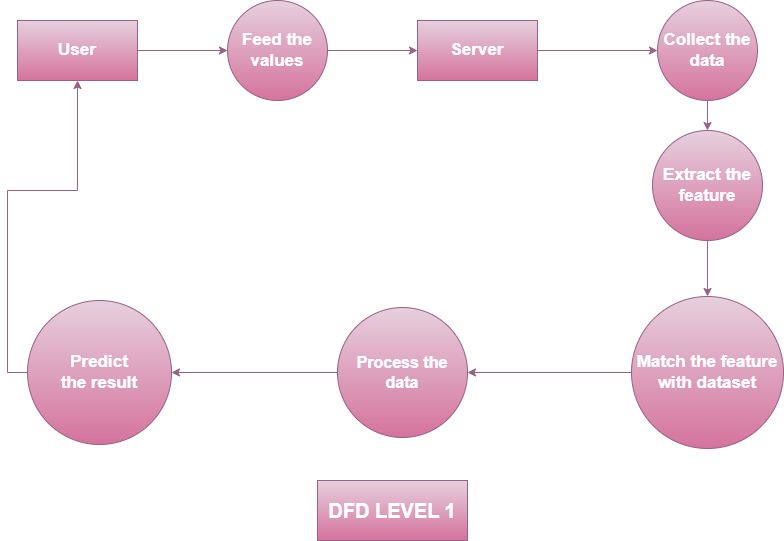 User
Feed the
values
Server
Collect the
data
Extract the
feature
Match the feature
with dataset
Process the
data
Predict
the result
DFD LEVEL 1